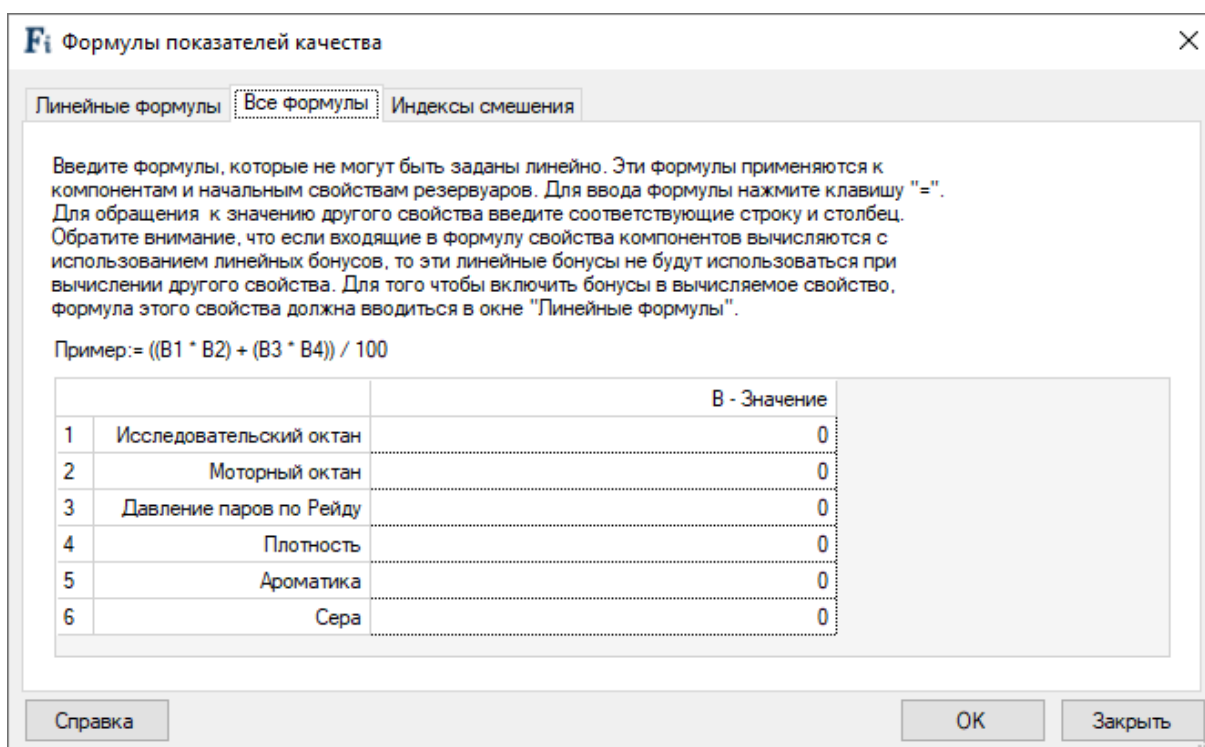 Fi Формулы показателей качества
Линейные формулы Все формулы Индексы смешения
Введите формулы, которые не могут быть заданы линейно. Эти формулы применяются к
компонентам и начальным свойствам резервуаров. Для ввода формулы нажмите клавишу "=".
Для обращения к значению другого свойства введите соответствующие строку и столбец.
Обратите внимание, что если входящие в формулу свойства компонентов вычисляются с
использованием линейных бонусов, то эти линейные бонусы не будут использоваться при
вычислении другого свойства. Для того чтобы включить бонусы в вычисляемое свойство,
формула этого свойства должна вводиться в окне "Линейные формулы".
Пример:= ((B1 * B2) + (B3 * B4)) / 100
В - Значение
1 Исследовательский октан 0
2 Моторный октан 0
3 Давление паров по Рейду 0
4 Плотность 0
5 Ароматика 0
6 Сера 0
Справка OK Закрыть